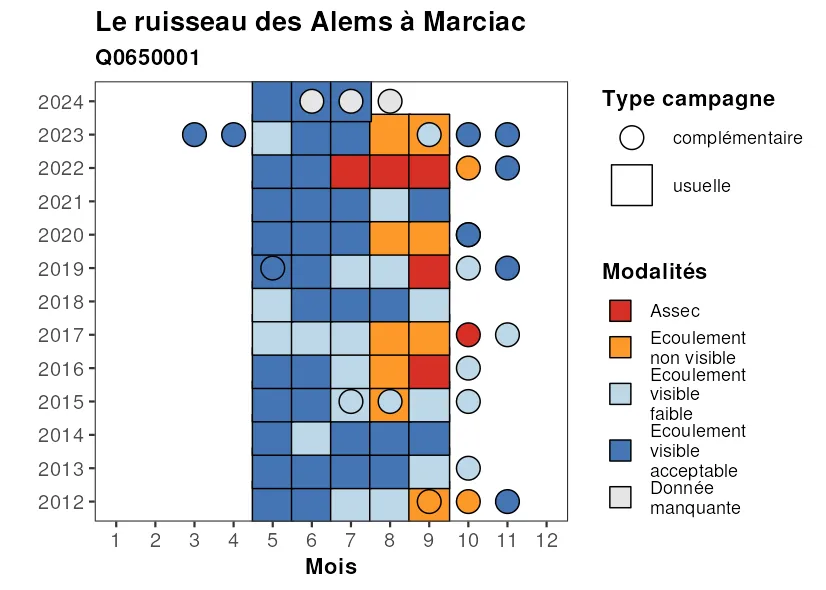 Le ruisseau des Alems à Marciac
Q0650001
2024
2023
2022
2021
2020
2019
2018
2017
2016
2015
2014
2013
2012
1 2 3 4 5 6 7 8 9 10 11 12
Mois
Type campagne
complémentaire
usuelle
Modalités
Assec
Ecoulement
non visible
Ecoulement
visible
faible
Ecoulement
visible
acceptable
Donnée
manquante